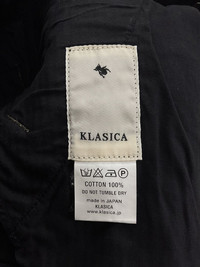 KLASICA
COTTON 100%
DO NOT TUMBLE DRY
made in JAPAN
KLASICA
www.klasica.jp